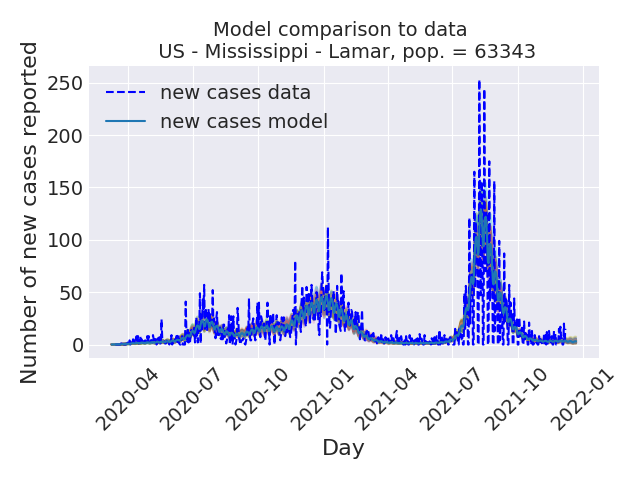 Model comparison to data
US - Mississippi - Lamar, pop. = 63343
Number of new cases reported
250
200
150
100
50
0
new cases data
new cases model
2020-04
2020-07
2020-10
2021-01
2021-04
2021-07
2021-10
2022-01
Day